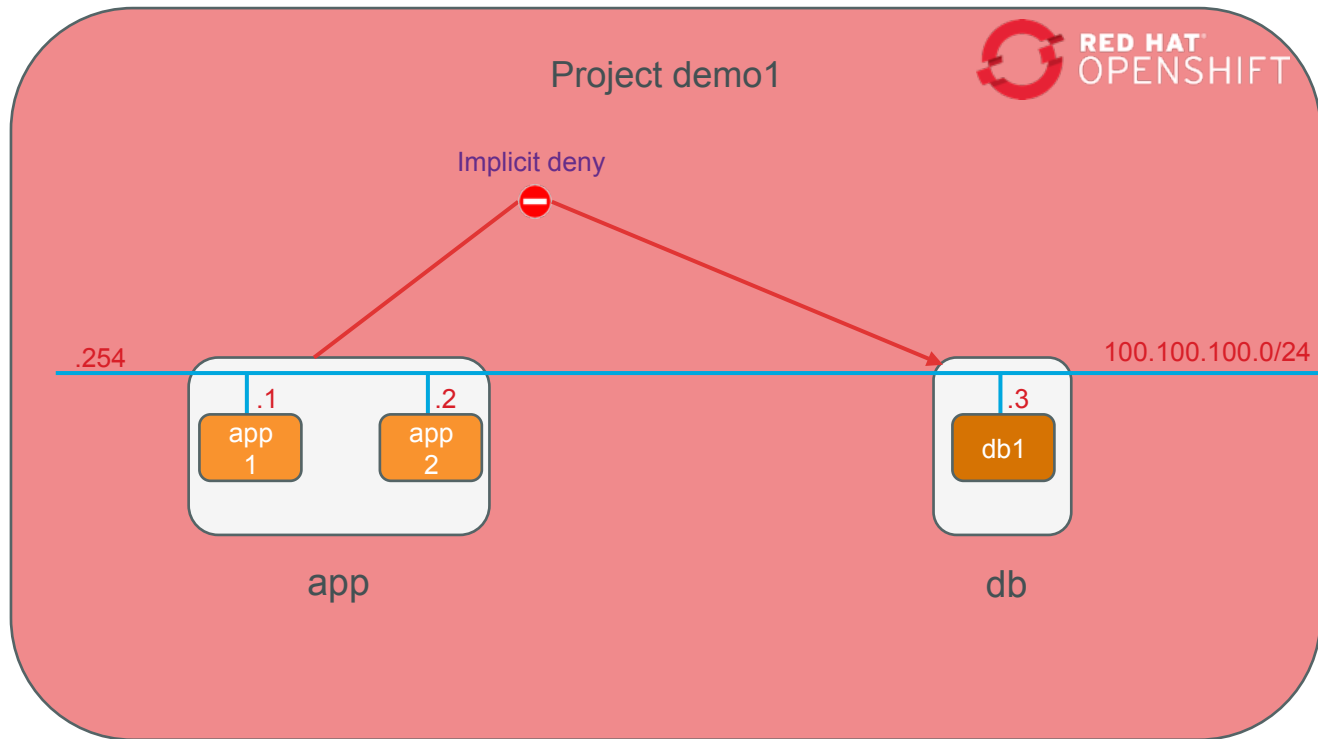 RED HAT®
OPENSHIFT
Project demo1
Implicit deny
.254
100.100.100.0/24
.1
.2
.3
app
1
app
2
db1
app
db